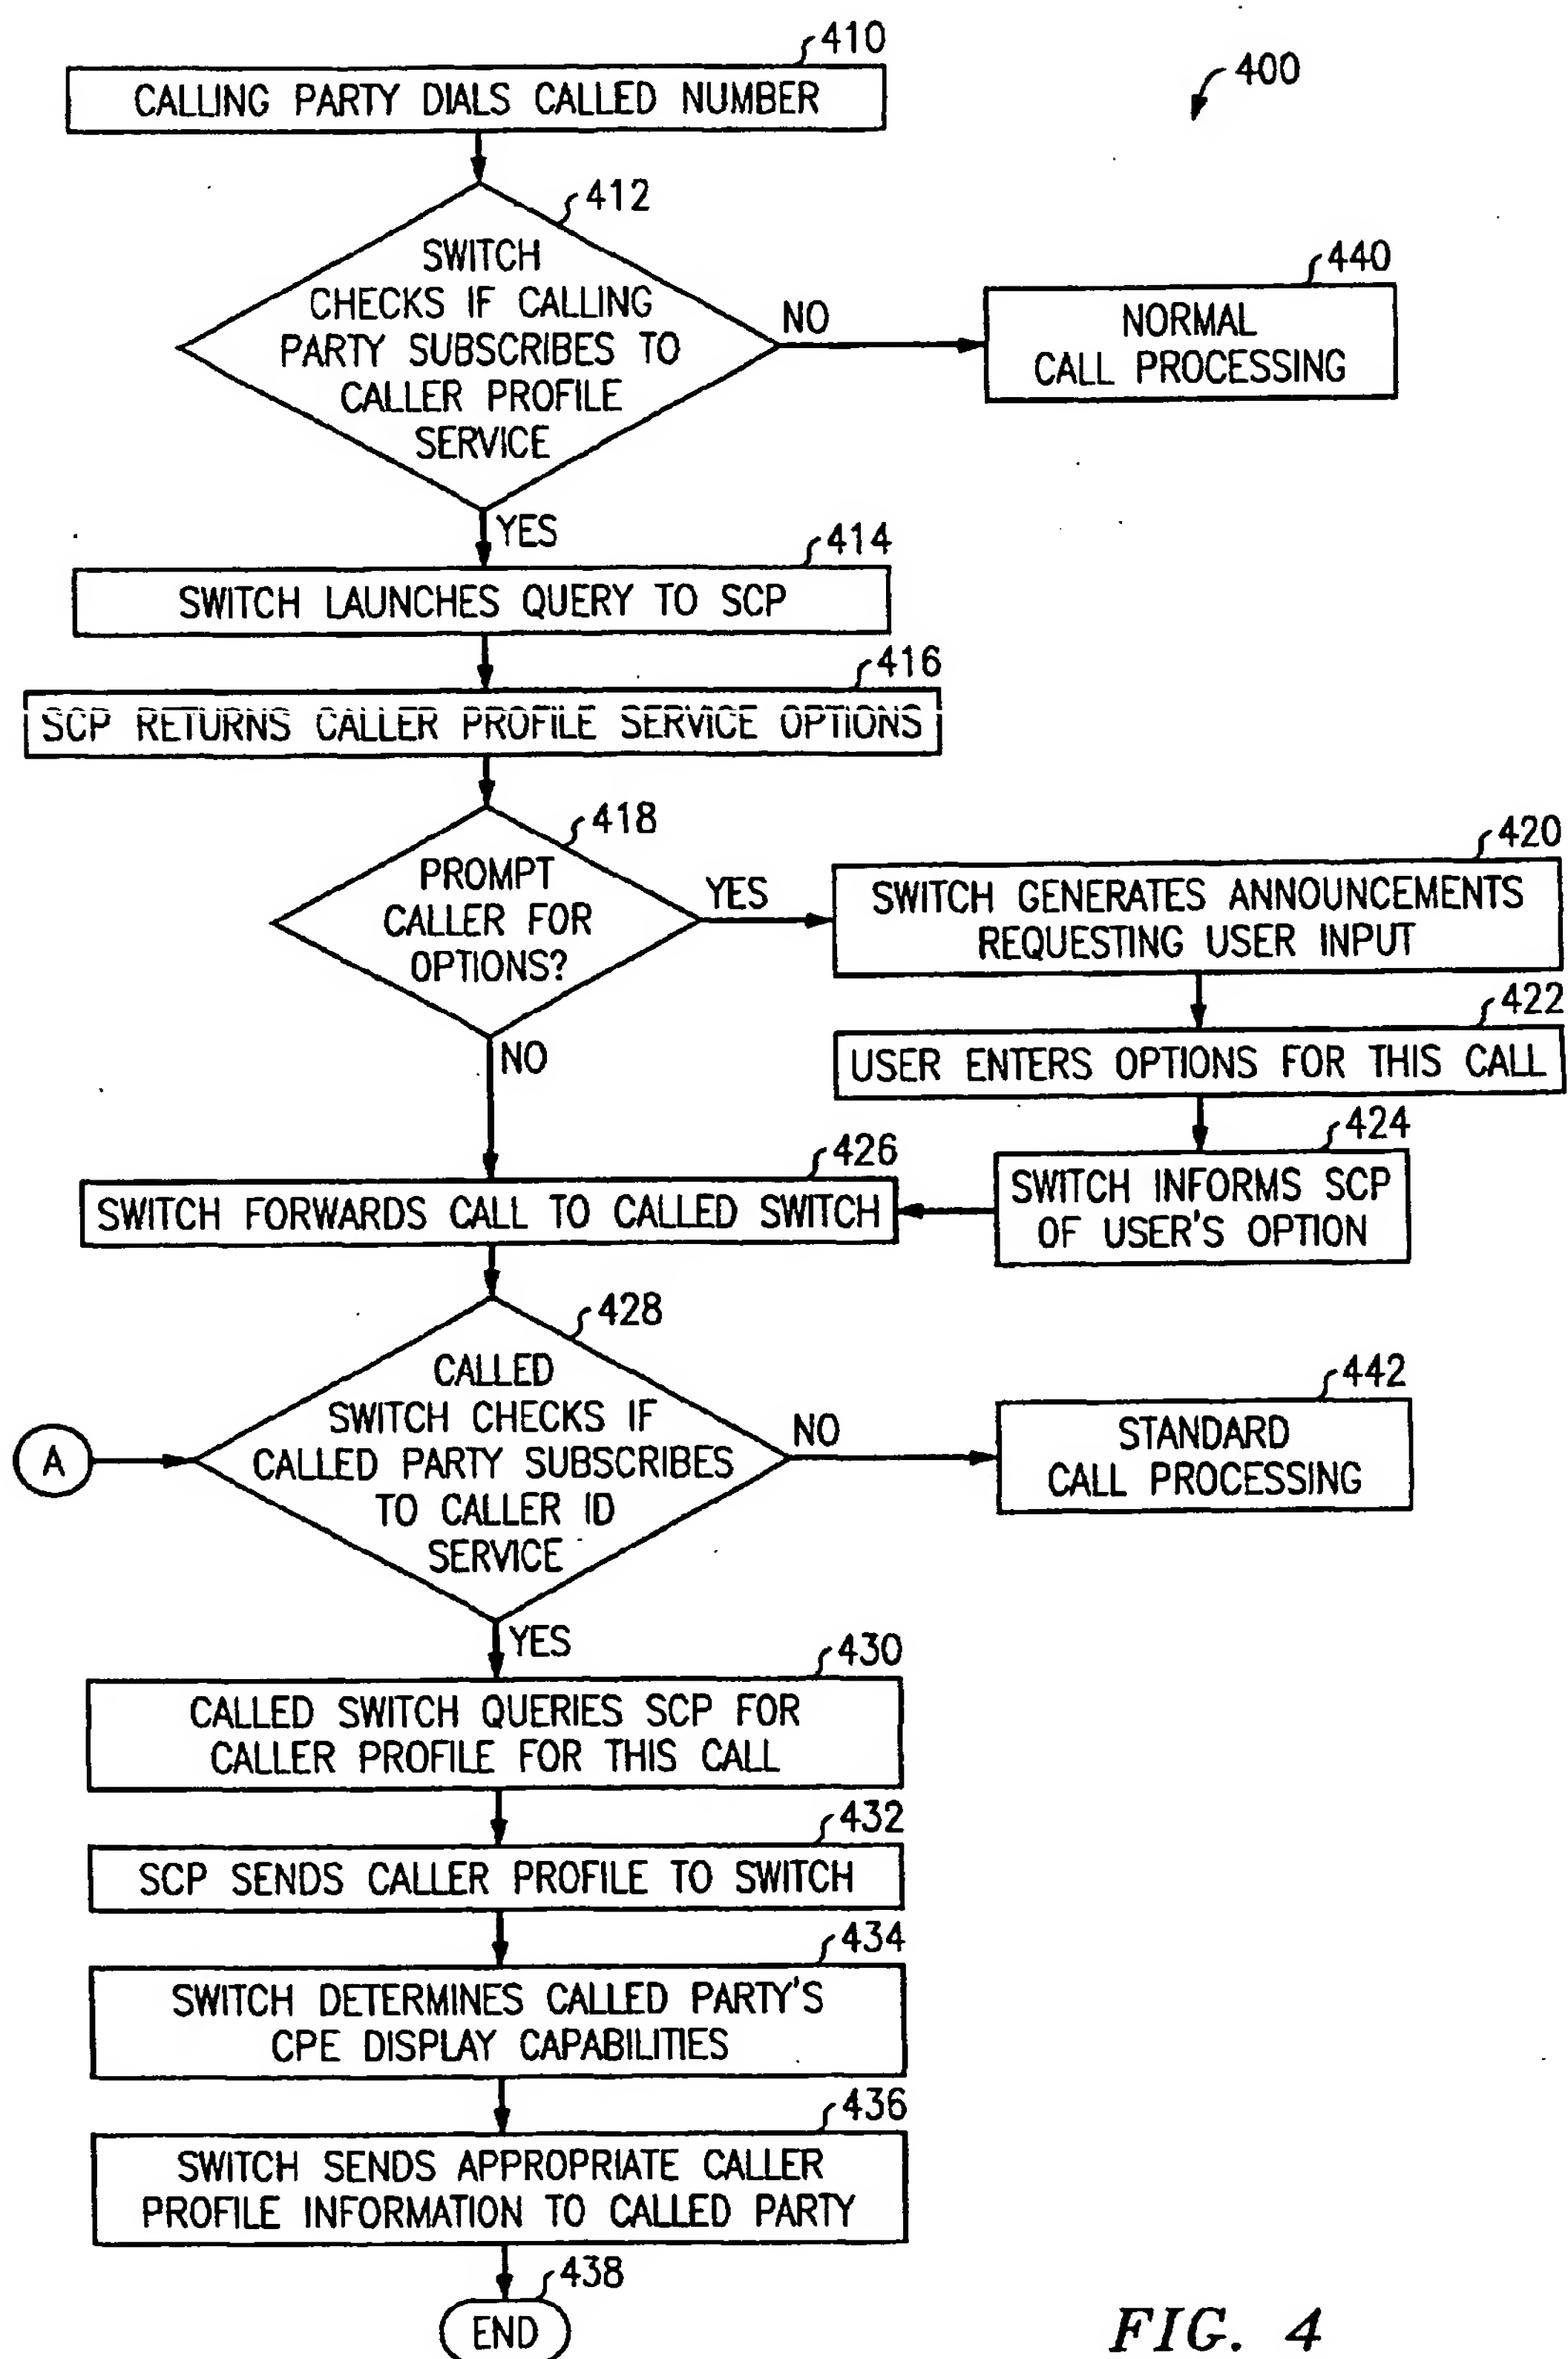 410
CALLING PARTY DIALS CALLED NUMBER
400
412
SWITCH
CHECKS IF CALLING
PARTY SUBSCRIBES TO
CALLER PROFILE
SERVICE
NO
440
NORMAL
CALL PROCESSING
YES
414
SWITCH LAUNCHES QUERY TO SCP
416
SCP RETURNS CALLER PROFILE SERVICE OPTIONS
418
PROMPT
CALLER FOR
OPTIONS?
YES
420
SWITCH GENERATES ANNOUNCEMENTS
REQUESTING USER INPUT
422
USER ENTERS OPTIONS FOR THIS CALL
NO
424
SWITCH INFORMS SCP
OF USER'S OPTION
426
SWITCH FORWARDS CALL TO CALLED SWITCH
428
CALLED
SWITCH CHECKS IF
CALLED PARTY SUBSCRIBES
TO CALLER ID
SERVICE
A
NO
442
STANDARD
CALL PROCESSING
YES
430
CALLED SWITCH QUERIES SCP FOR
CALLER PROFILE FOR THIS CALL
432
SCP SENDS CALLER PROFILE TO SWITCH
434
SWITCH DETERMINES CALLED PARTY'S
CPE DISPLAY CAPABILITIES
436
SWITCH SENDS APPROPRIATE CALLER
PROFILE INFORMATION TO CALLED PARTY
438
END
FIG. 4